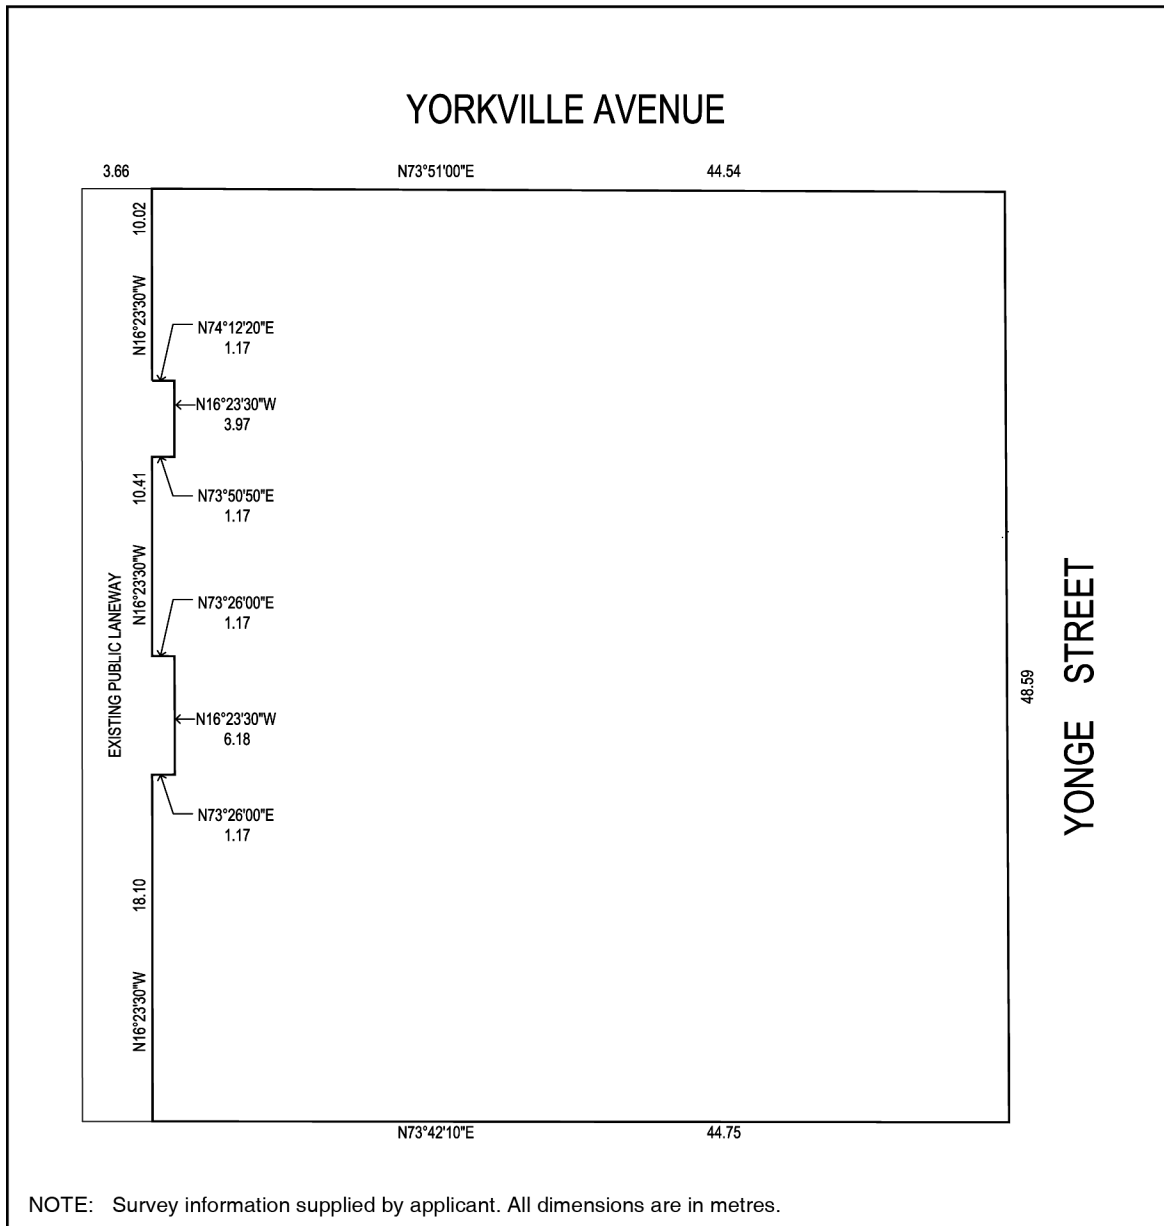 YORKVILLE AVENUE
3.66 N73°51'00"E 44.54
10.02
N16°23'30"W
N74°12'20"E
1.17
N16°23'30"W
3.97
10.41
N73°50'50"E
1.17
N16°23'30"W
EXISTING PUBLIC LANEWAY
N73°26'00"E
1.17
YONGE STREET
48.59
N16°23'30"W
6.18
N73°26'00"E
1.17
18.10
N16°23'30"W
N73°42'10"E 44.75
NOTE: Survey information supplied by applicant. All dimensions are in metres.